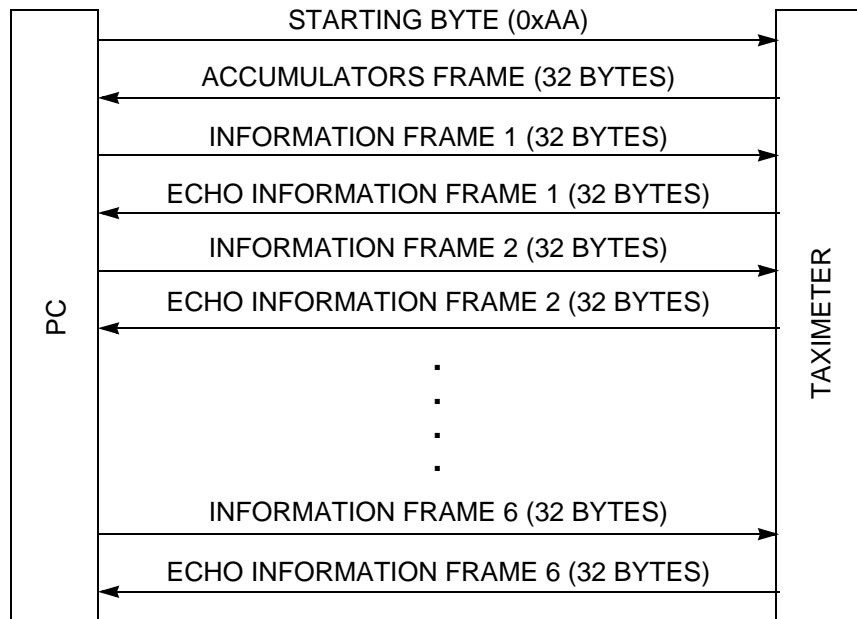 STARTING BYTE (0xAA)
ACCUMULATORS FRAME (32 BYTES)
INFORMATION FRAME 1 (32 BYTES)
ECHO INFORMATION FRAME 1 (32 BYTES)
INFORMATION FRAME 2 (32 BYTES)
ECHO INFORMATION FRAME 2 (32 BYTES)
PC
TAXIMETER
.
.
.
.
INFORMATION FRAME 6 (32 BYTES)
ECHO INFORMATION FRAME 6 (32 BYTES)